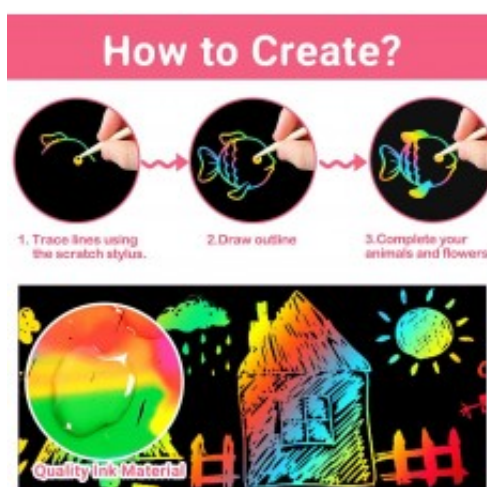 How to Create?
1. Trace lines using
the scratch stylus.
2.Draw outline
3.Complete your
animals and flowers
Quality Ink Material